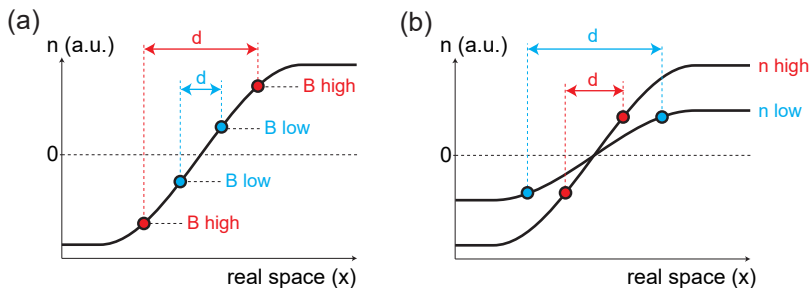 (a)
n (a.u.)
d
d
B high
B low
0
B low
B high
real space (x)
(b)
n (a.u.)
d
n high
d
n low
0
real space (x)